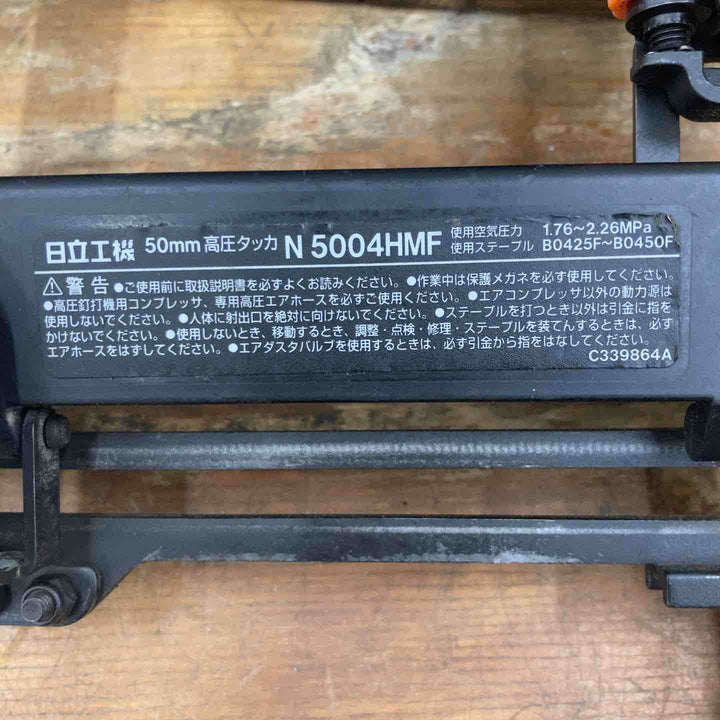 日立工機 50mm 高圧タッカ N 5004HMF 使用空気圧力 1.76～2.26MPa
使用ステープル B0425F～B0450F
⚠警告 ●ご使用前に取扱説明書を必ずよくお読みください。●作業中は保護メガネを必ず使用してください。
●高圧釘打機用コンプレッサ、専用高圧エアホースを必ずご使用ください。●エアコンプレッサ以外の動力源は
使用しないでください。●人体に射出口を絶対に向けないでください。●ステープルを打つとき以外は引金に指を
かけないでください。●使用しないとき、移動するとき、調整・点検・修理・ステープルを装てんするときは、必ず
エアホースをはずしてください。●エアダスタバルブを使用するときは、必ず引金から指をはなしてください。
C339864A